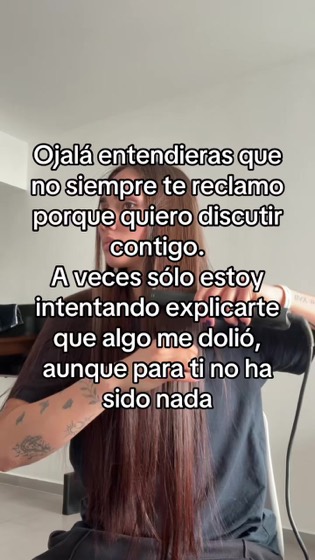 Ojalá entendieras que
no siempre te reclamo
porque quiero discutir
contigo.
A veces sólo estoy
intentando explicarte
que algo me dolió,
aunque para ti no ha
sido nada